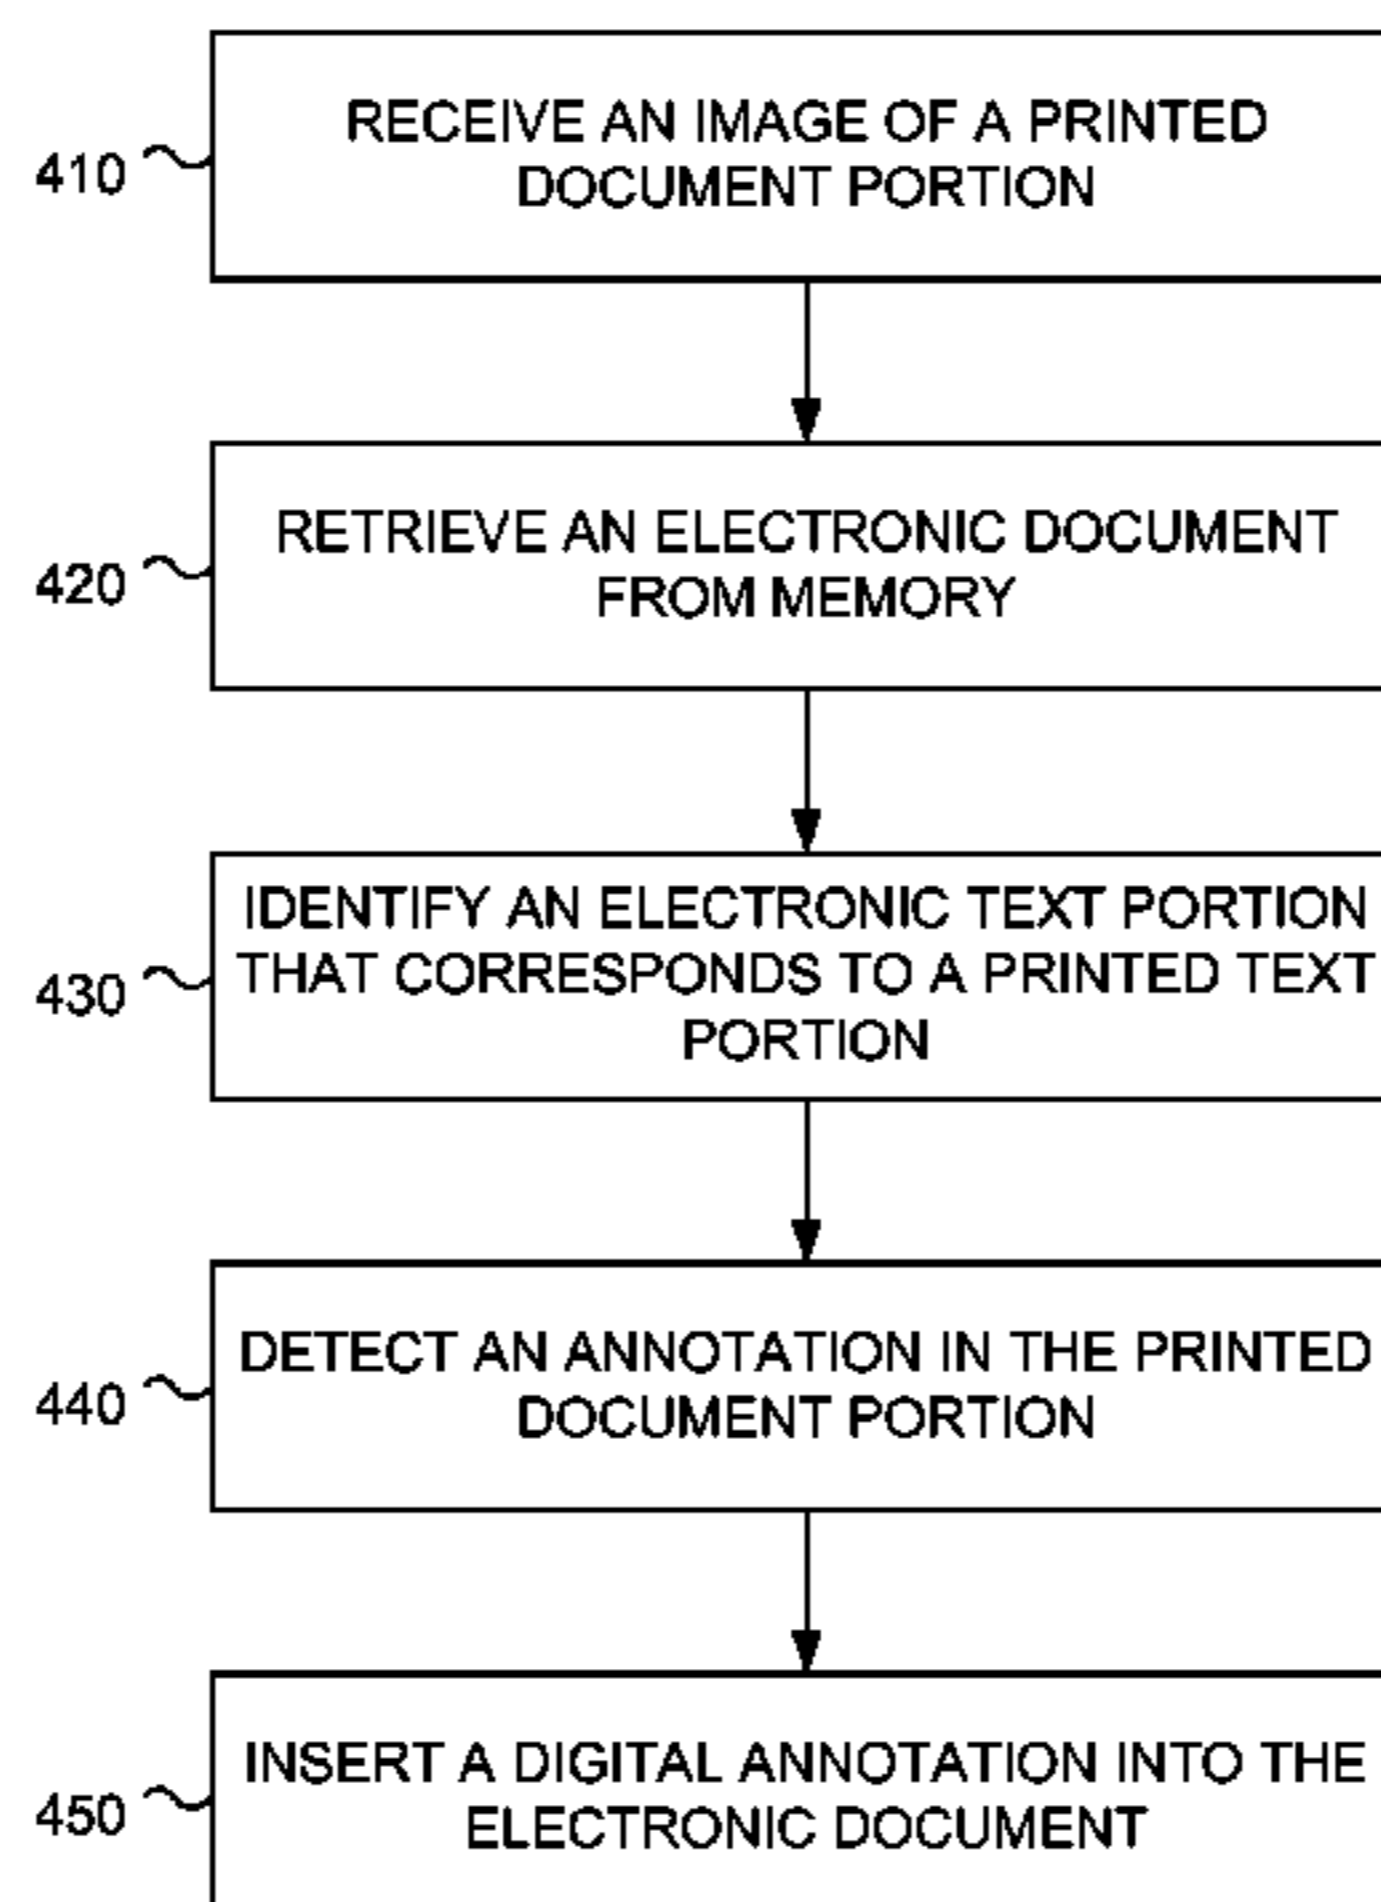 410
RECEIVE AN IMAGE OF A PRINTED
DOCUMENT PORTION
420
RETRIEVE AN ELECTRONIC DOCUMENT
FROM MEMORY
430
IDENTIFY AN ELECTRONIC TEXT PORTION
THAT CORRESPONDS TO A PRINTED TEXT
PORTION
440
DETECT AN ANNOTATION IN THE PRINTED
DOCUMENT PORTION
450
INSERT A DIGITAL ANNOTATION INTO THE
ELECTRONIC DOCUMENT